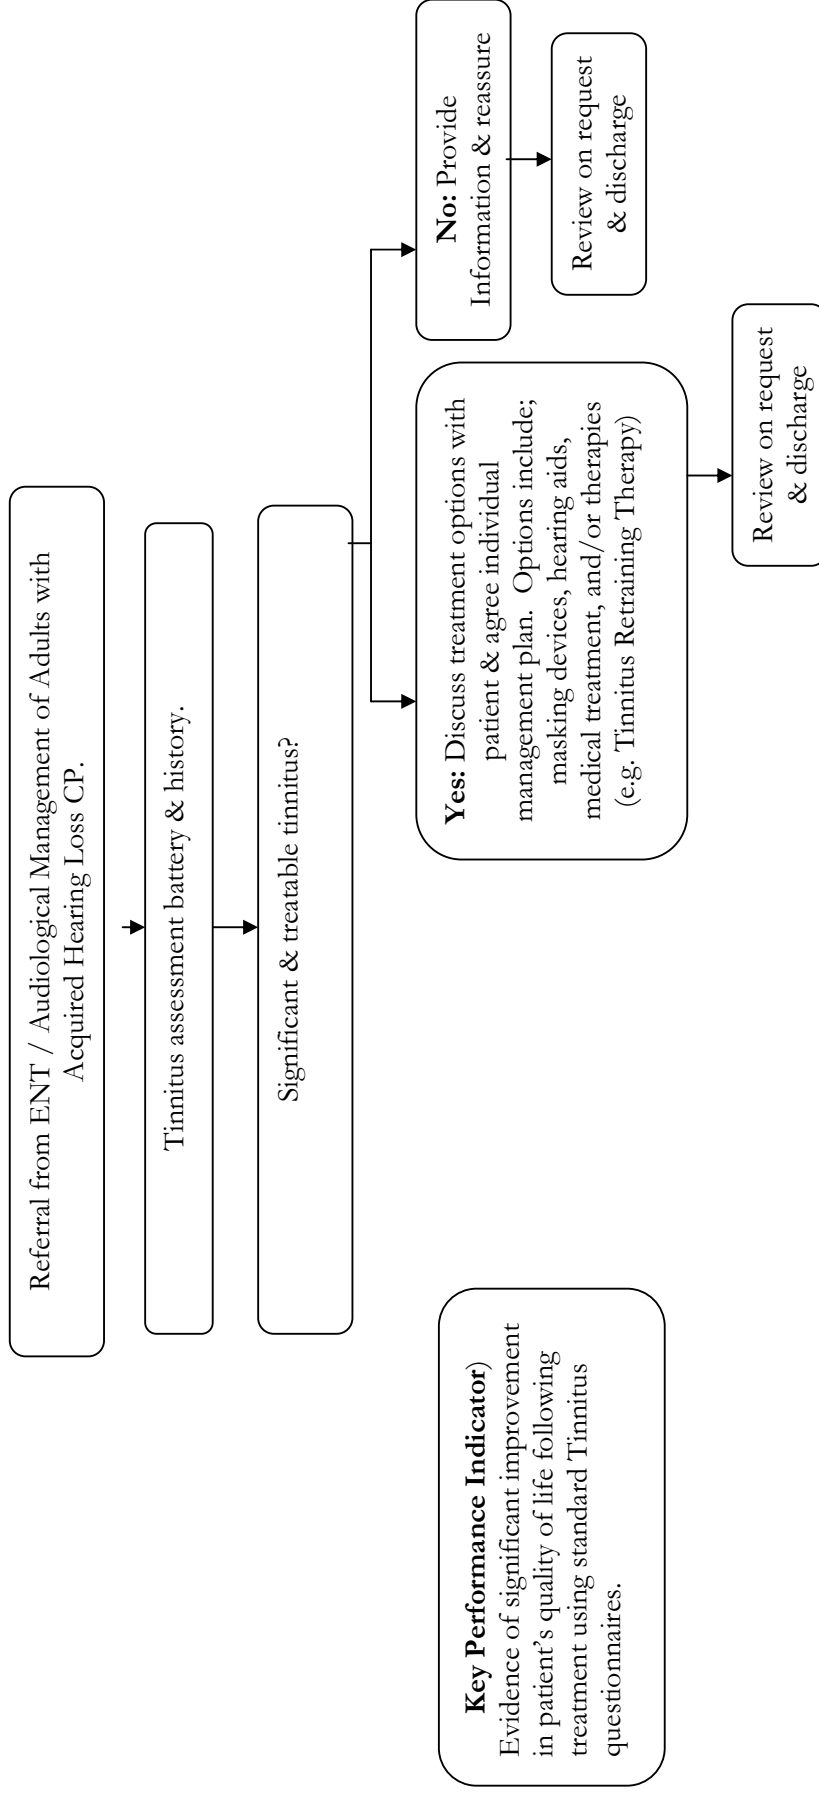 Referral from ENT / Audiological Management of Adults with
Acquired Hearing Loss CP.
Tinnitus assessment battery & history.
Significant & treatable tinnitus?
Yes: Discuss treatment options with
patient & agree individual
management plan. Options include;
masking devices, hearing aids,
medical treatment, and/or therapies
(e.g. Tinnitus Retraining Therapy)
Review on request
& discharge
No: Provide
Information & reassure
Review on request
& discharge
Key Performance Indicator)
Evidence of significant improvement
in patient's quality of life following
treatment using standard Tinnitus
questionnaires.